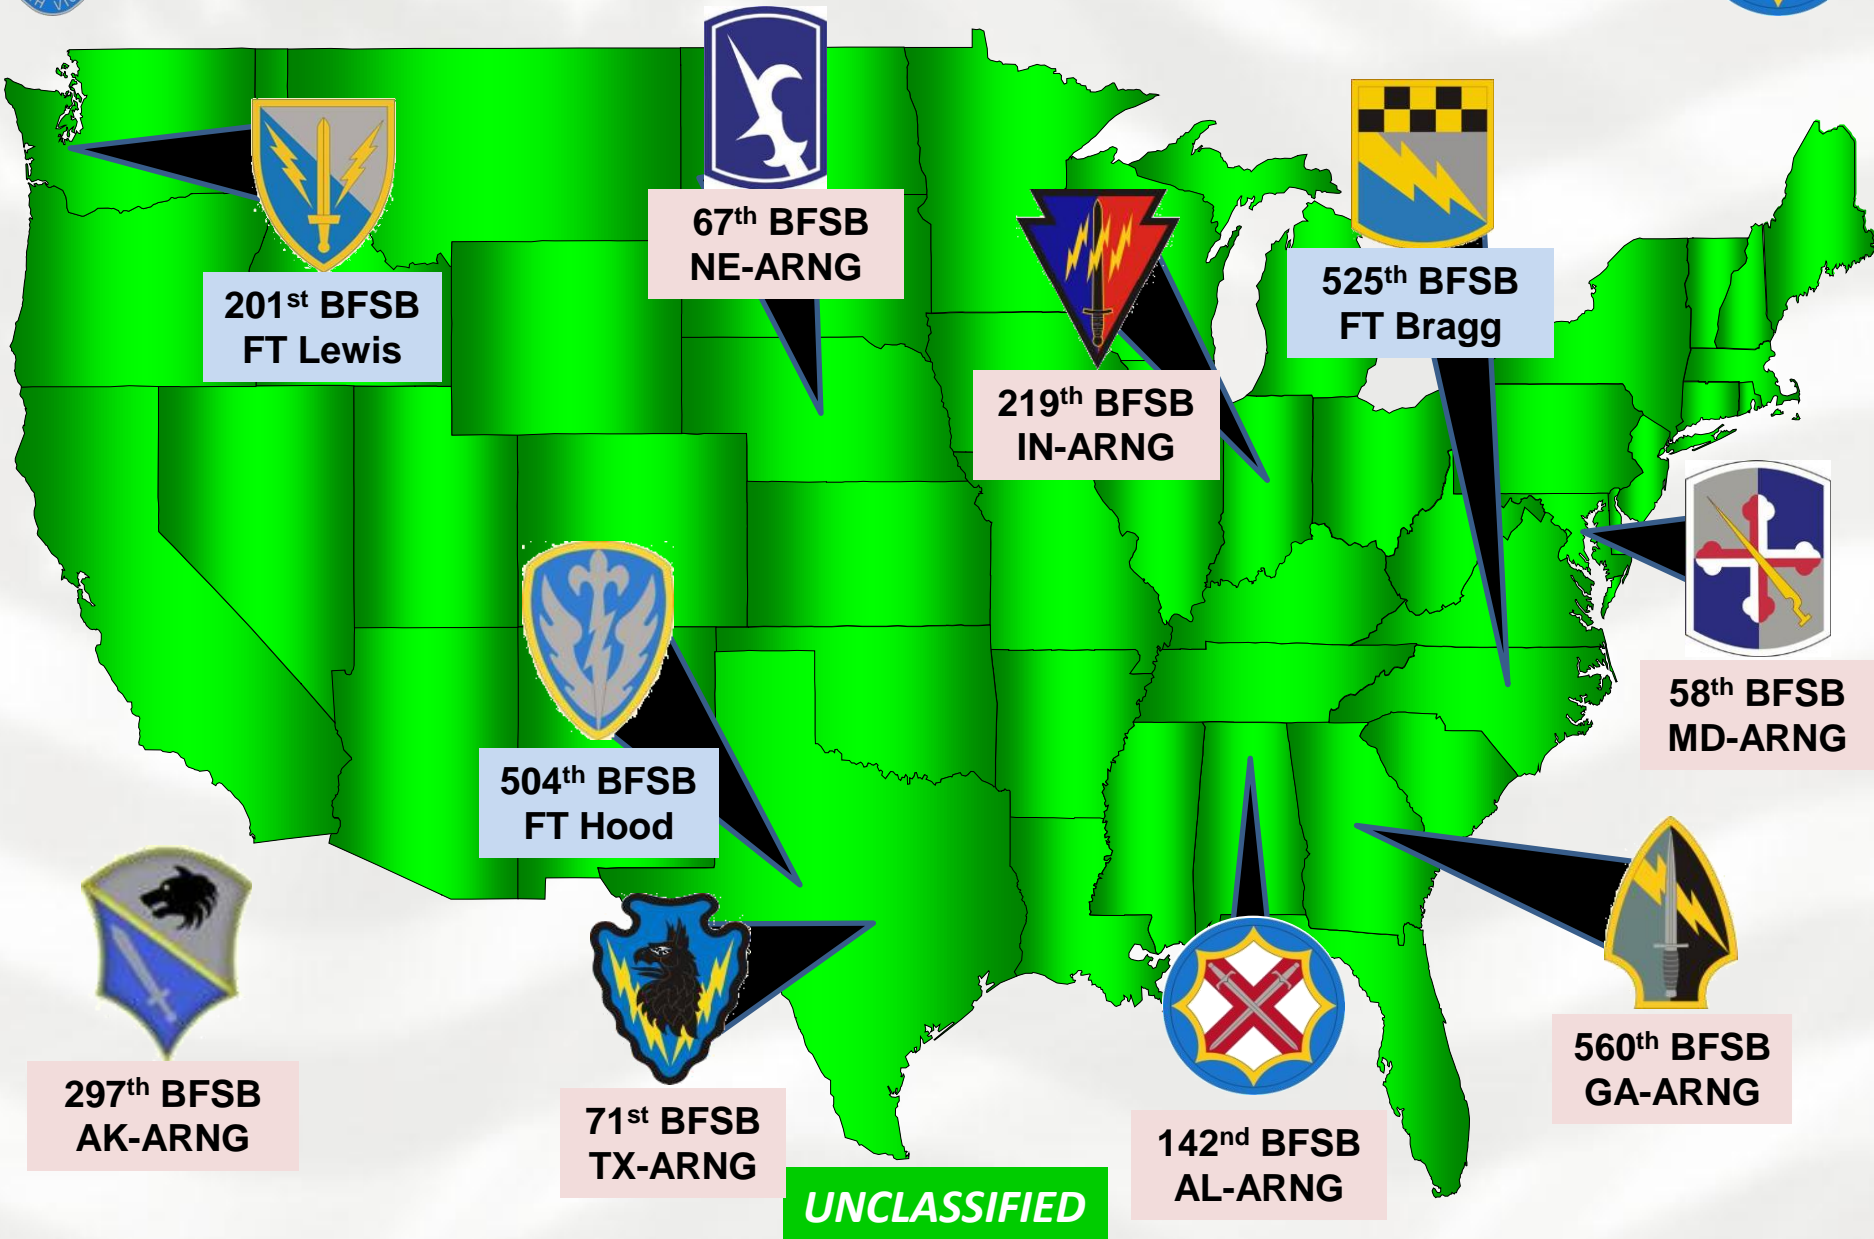 67th BFSB
NE-ARNG
201st BFSB
FT Lewis
219th BFSB
IN-ARNG
525th BFSB
FT Bragg
58th BFSB
MD-ARNG
504th BFSB
FT Hood
297th BFSB
AK-ARNG
71st BFSB
TX-ARNG
142nd BFSB
AL-ARNG
560th BFSB
GA-ARNG
UNCLASSIFIED